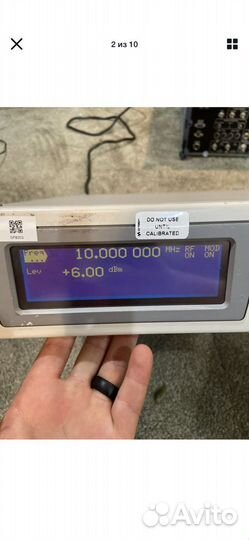 2 из 10
DO NOT USE
UNTIL
CALIBRATED
Freq 10.000 000 MHz RF MOD
ON ON
Lev +6.00 dBm
Avito